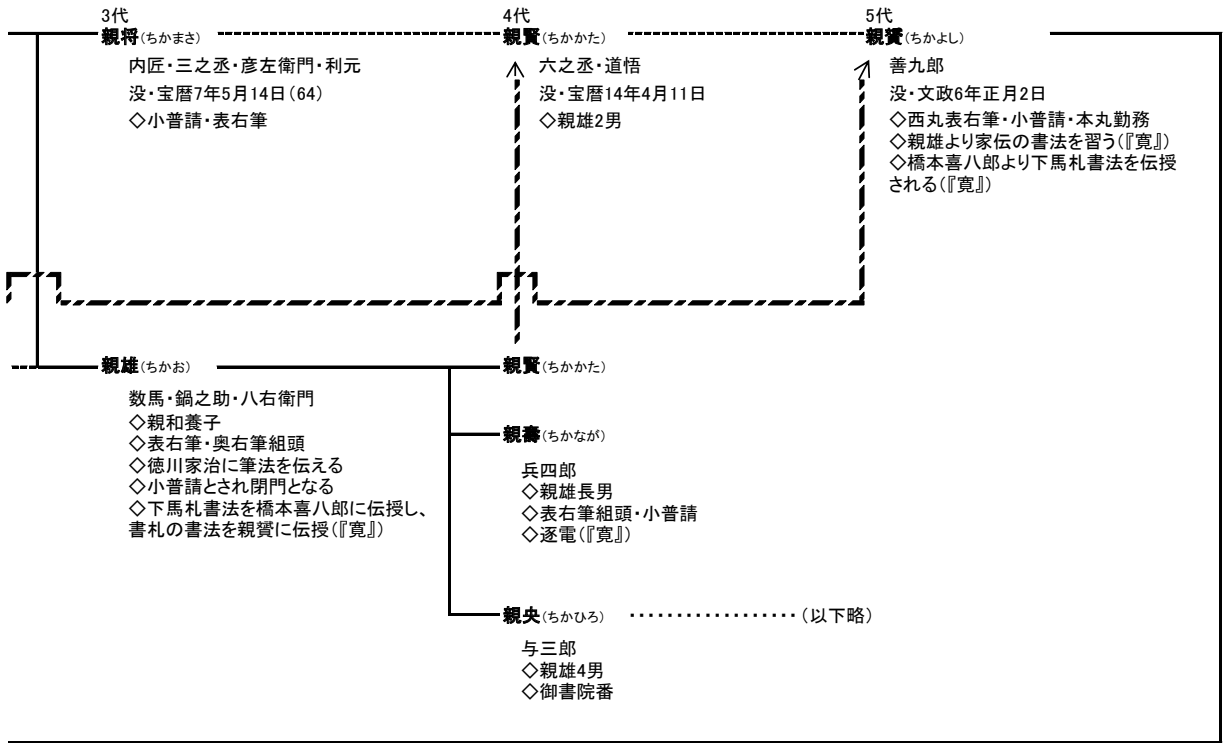 3代
親将(ちかまさ)
内匠・三之丞・彦左衛門・利元
没・宝暦7年5月14日(64)
◇小普請・表右筆
4代
親賢(ちかかた)
六之丞・道悟
没・宝暦14年4月11日
◇親雄2男
5代
親贇(ちかよし)
善九郎
没・文政6年正月2日
◇西丸表右筆・小普請・本丸勤務
◇親雄より家伝の書法を習う(『寛』)
◇橋本喜八郎より下馬札書法を伝授
される(『寛』)
親雄(ちかお)
数馬・鍋之助・八右衛門
◇親和養子
◇表右筆・奥右筆組頭
◇徳川家治に筆法を伝える
◇小普請とされ閉門となる
◇下馬札書法を橋本喜八郎に伝授し、
書札の書法を親贇に伝授(『寛』)
親賢(ちかかた)
親壽(ちかなが)
兵四郎
◇親雄長男
◇表右筆組頭・小普請
◇逐電(『寛』)
親央(ちかひろ) ・・・・・・・・・・・・・・・・・・(以下略)
与三郎
◇親雄4男
◇御書院番